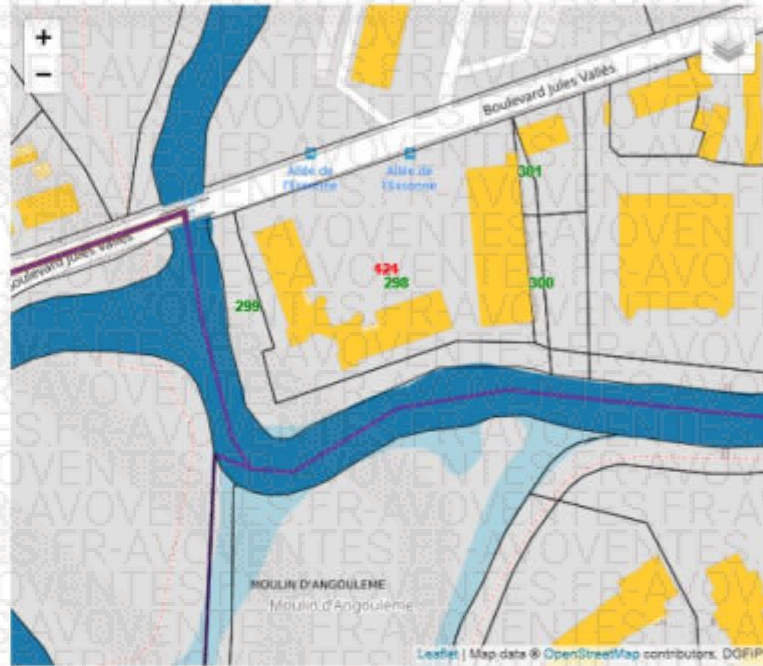 +
−
Boulevard Jules Vallès
Allée de
l'Essonne
Allée de
l'Essonne
301
Boulevard Jules Vallès
624
298
300
299
MOULIN D'ANGOULEME
Moulin d'Angoulême
Leaflet | Map data © OpenStreetMap contributors, DGFiP